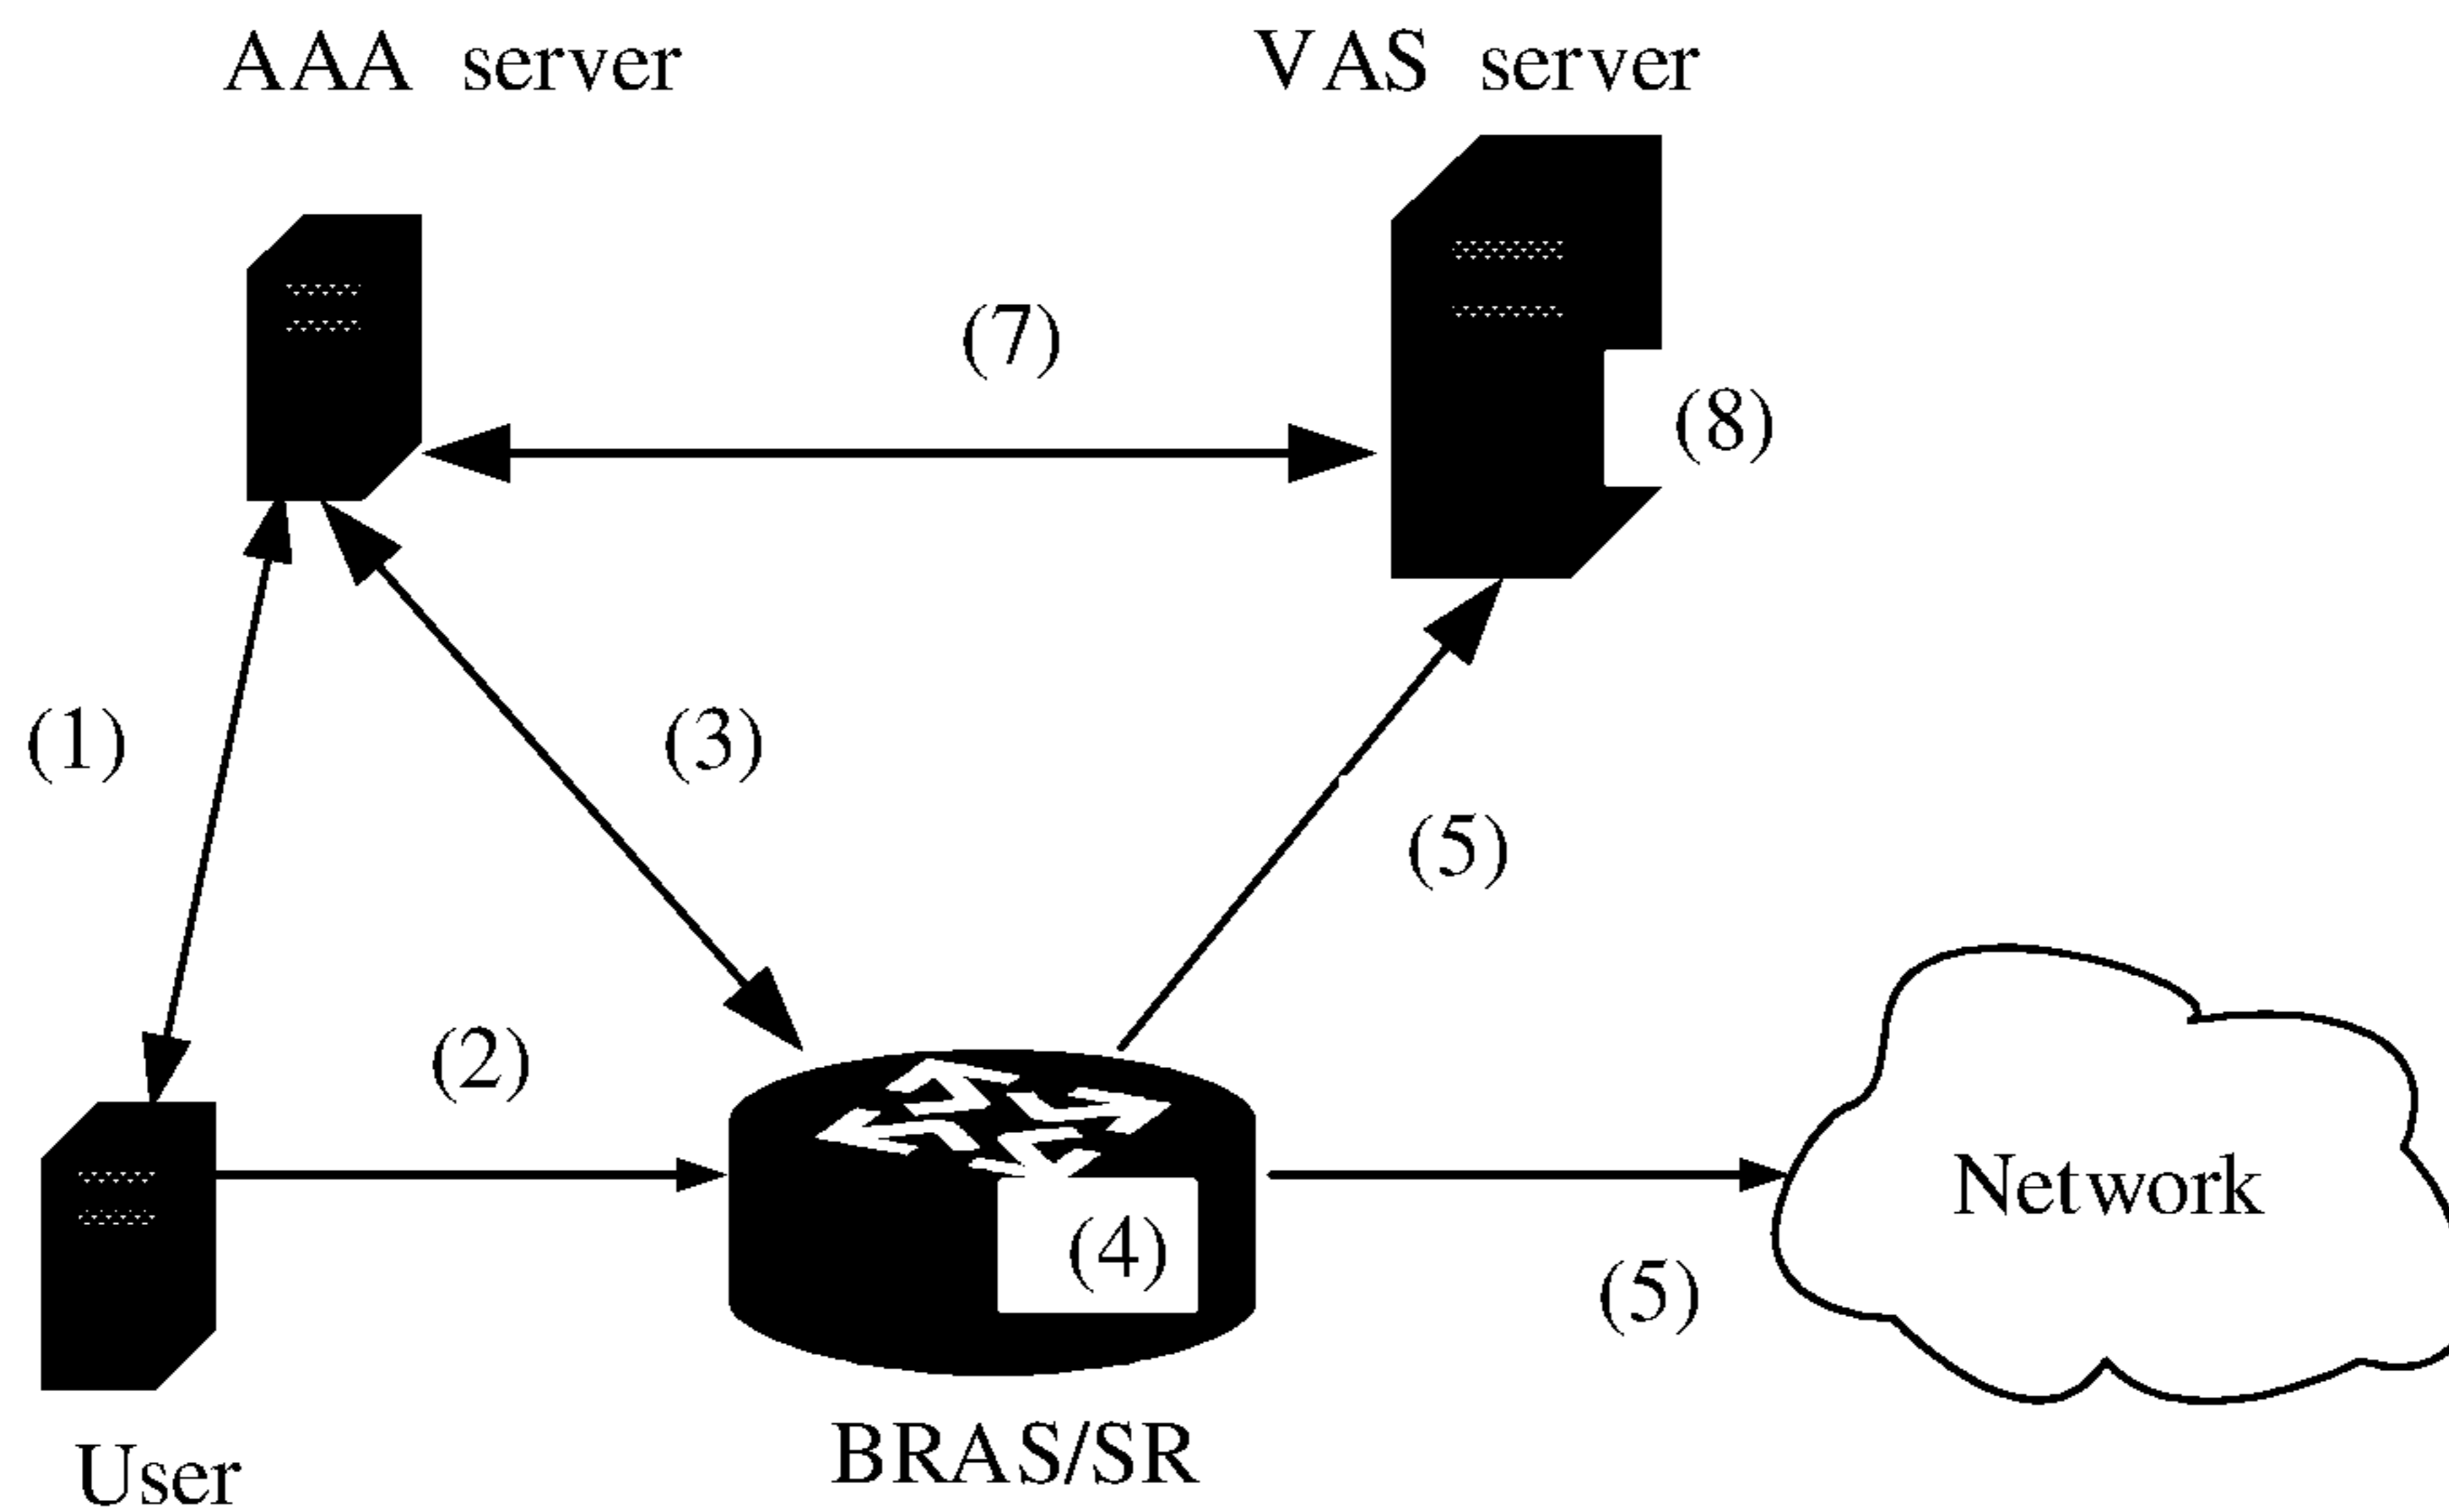 AAA server
VAS server
(7)
(8)
(1)
(3)
(5)
(2)
Network
(4)
(5)
BRAS/SR
User